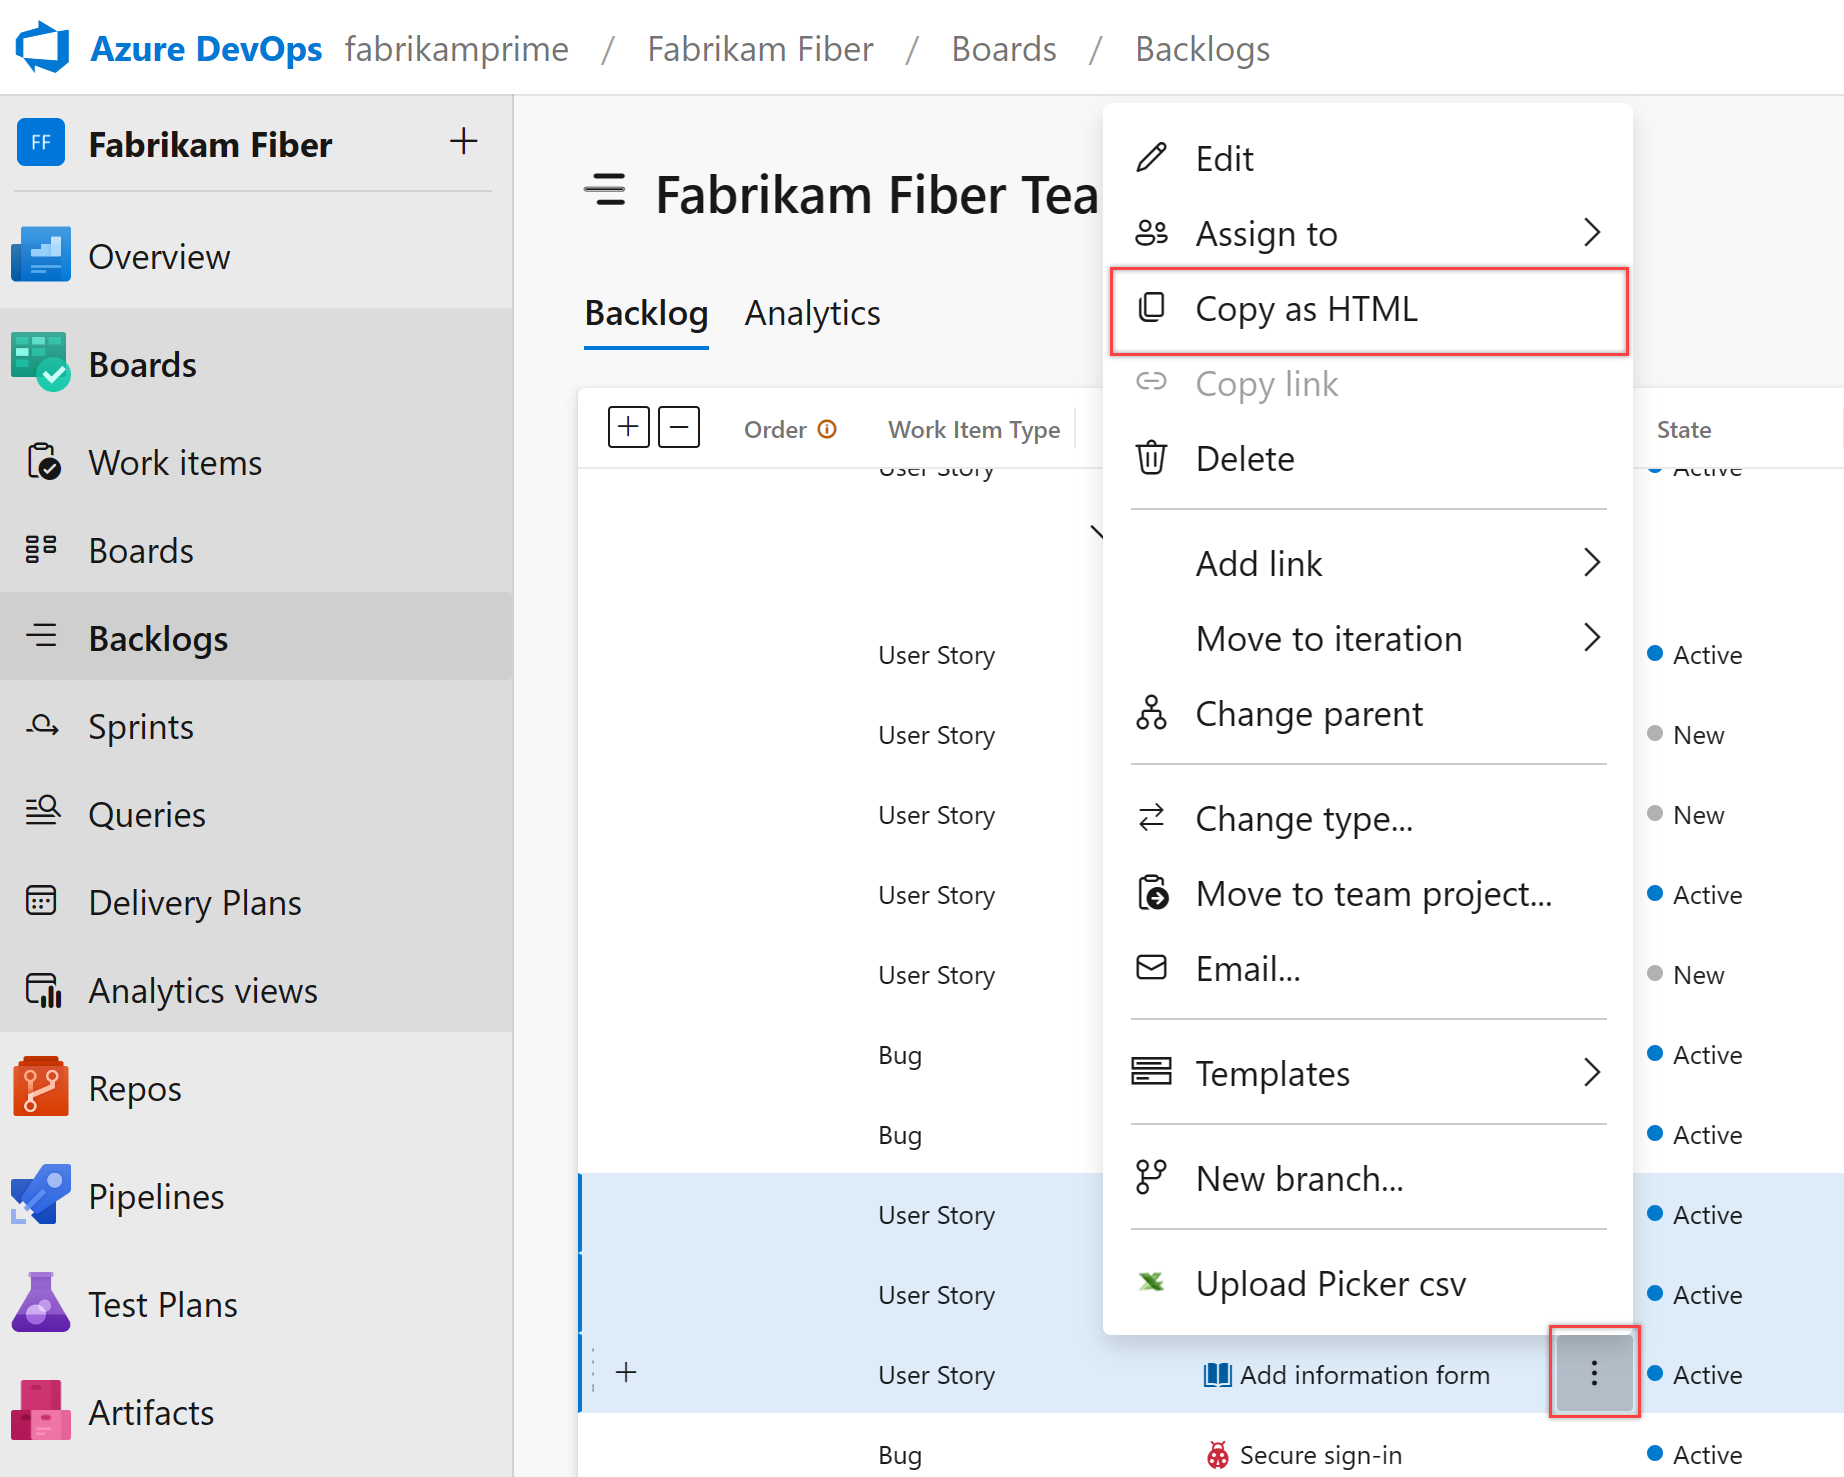 Azure DevOps fabrikamprime / Fabrikam Fiber / Boards / Backlogs
FF Fabrikam Fiber
Overview
Boards
Work items
Boards
Backlogs
Sprints
Queries
Delivery Plans
Analytics views
Repos
Pipelines
Test Plans
Artifacts
Fabrikam Fiber Tea
Backlog Analytics
Order Work Item Type State
User Story Active
User Story Active
User Story New
User Story New
User Story Active
User Story New
Bug Active
Bug Active
User Story Active
User Story Active
User Story Add information form Active
Bug Secure sign-in Active
Edit
Assign to
Copy as HTML
Copy link
Delete
Add link
Move to iteration
Change parent
Change type...
Move to team project...
Email...
Templates
New branch...
Upload Picker csv